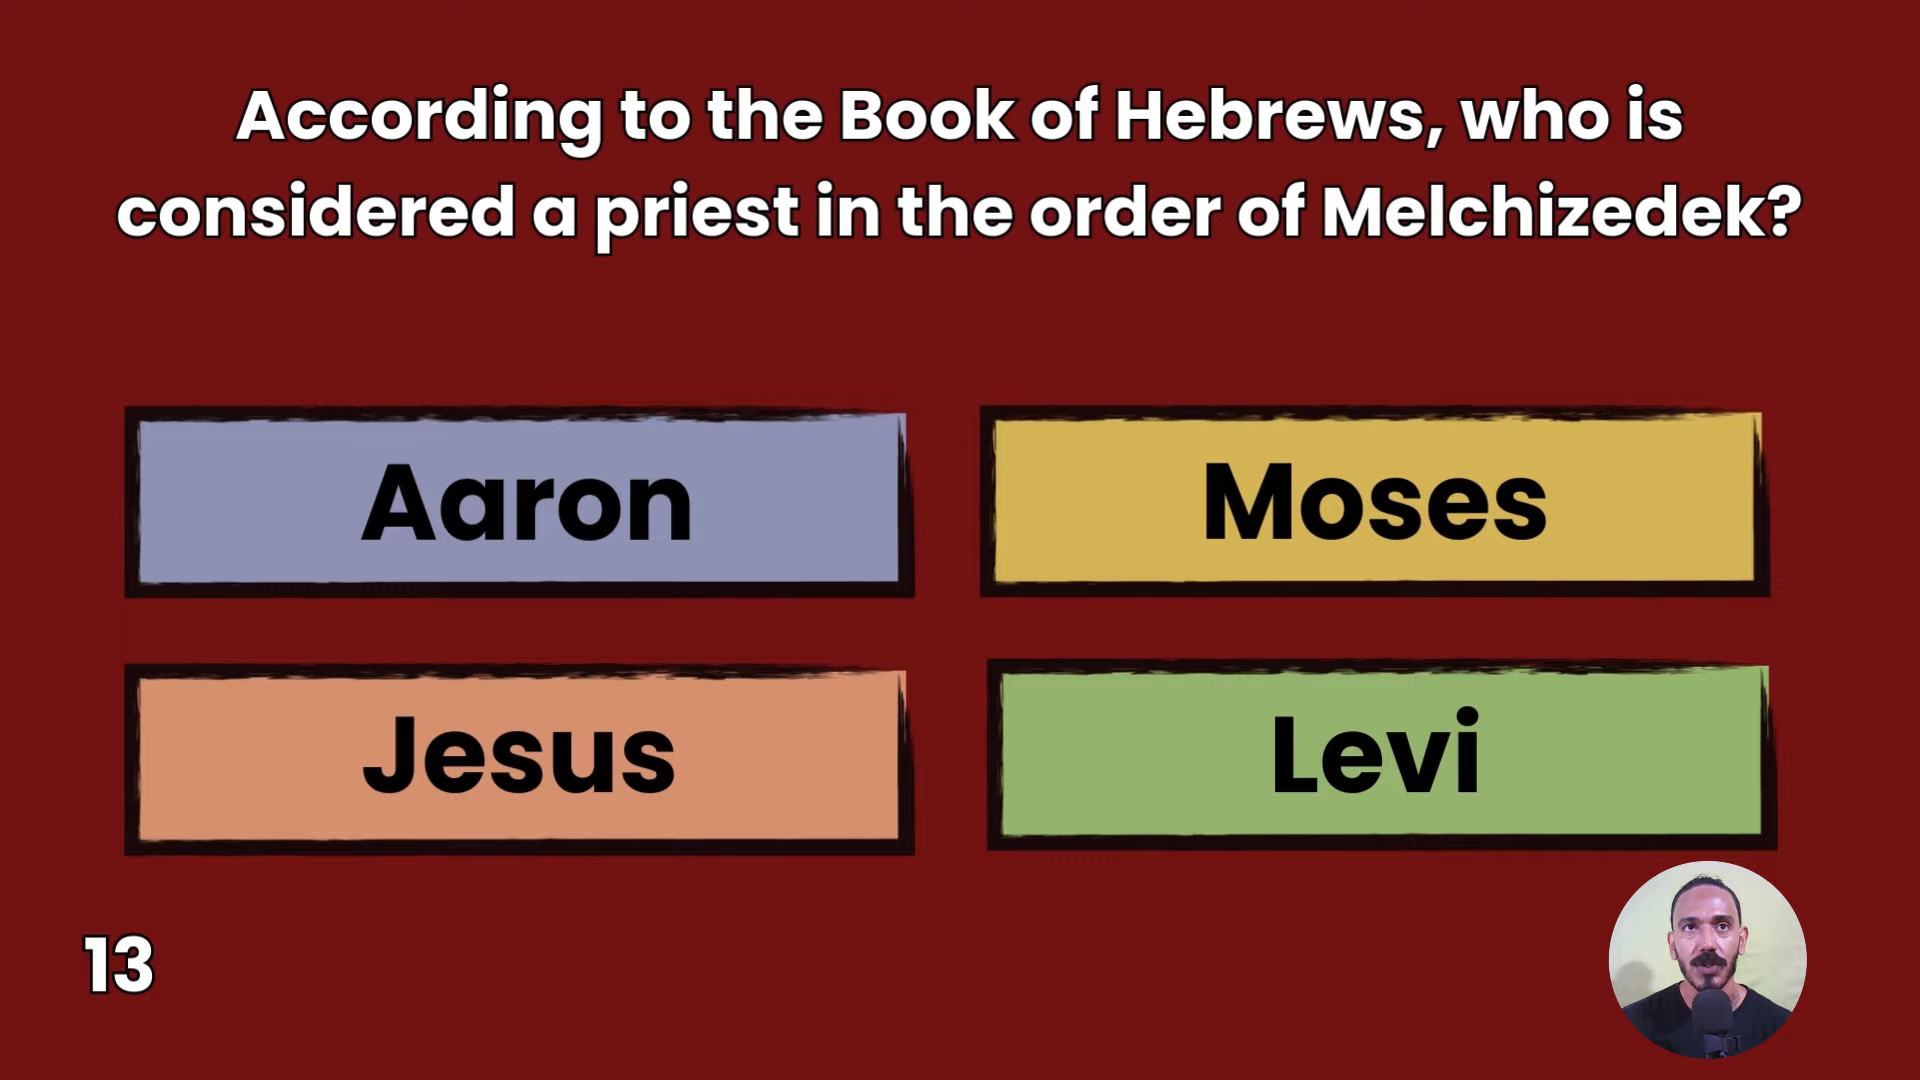 According to the Book of Hebrews, who is
considered a priest in the order of Melchizedek?
Aaron
Moses
Jesus
Levi
13